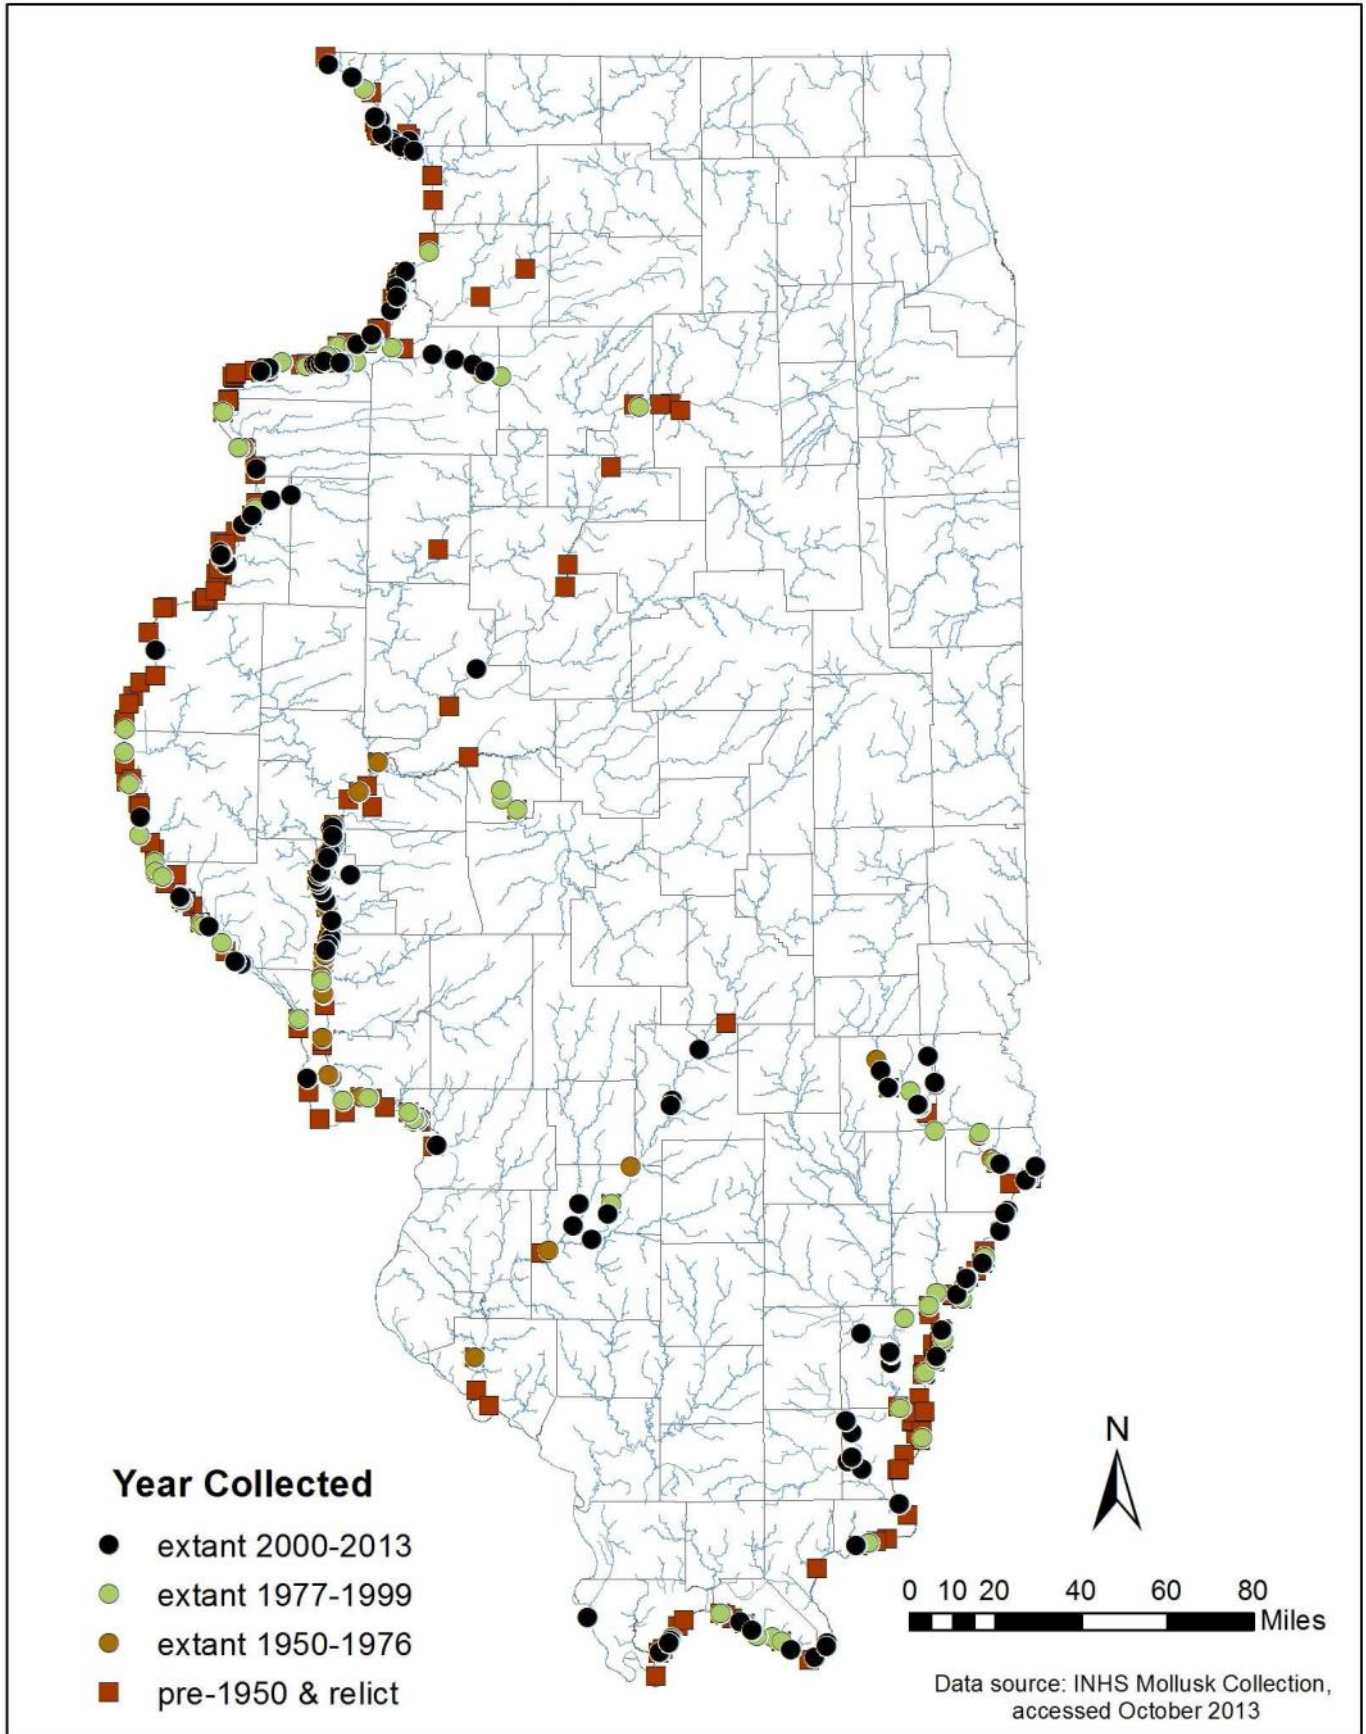 N
Year Collected
extant 2000-2013
extant 1977-1999
extant 1950-1976
pre-1950 & relict
0 10 20 40 60 80
Miles
Data source: INHS Mollusk Collection,
accessed October 2013